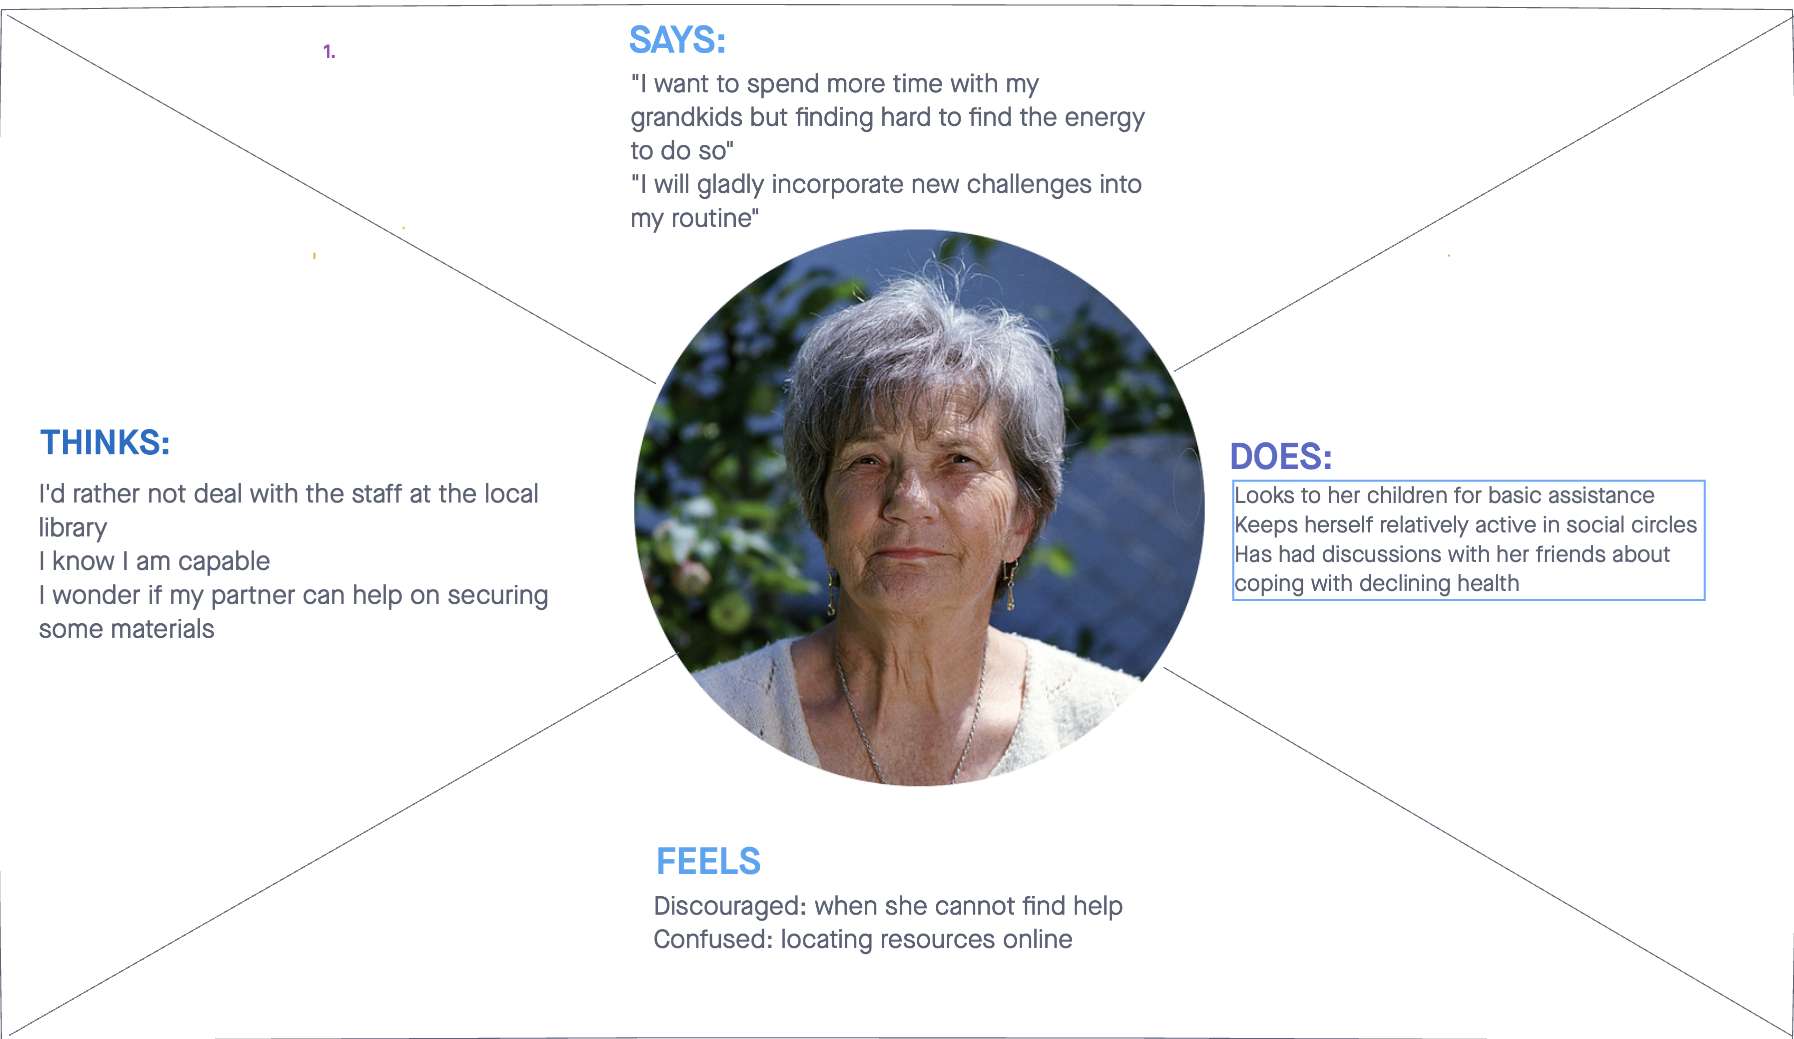 1.
SAYS:
"I want to spend more time with my
grandkids but finding hard to find the energy
to do so"
"I will gladly incorporate new challenges into
my routine"
THINKS:
I'd rather not deal with the staff at the local
library
I know I am capable
I wonder if my partner can help on securing
some materials
DOES:
Looks to her children for basic assistance
Keeps herself relatively active in social circles
Has had discussions with her friends about
coping with declining health
FEELS
Discouraged: when she cannot find help
Confused: locating resources online